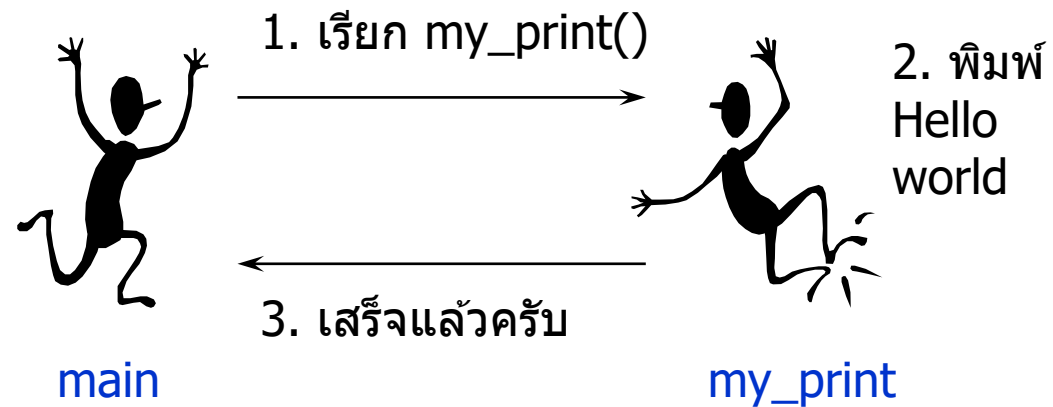 1. เรียก my_print()
2. พิมพ์
Hello
world
3. เสร็จแล้วครับ
main
my_print